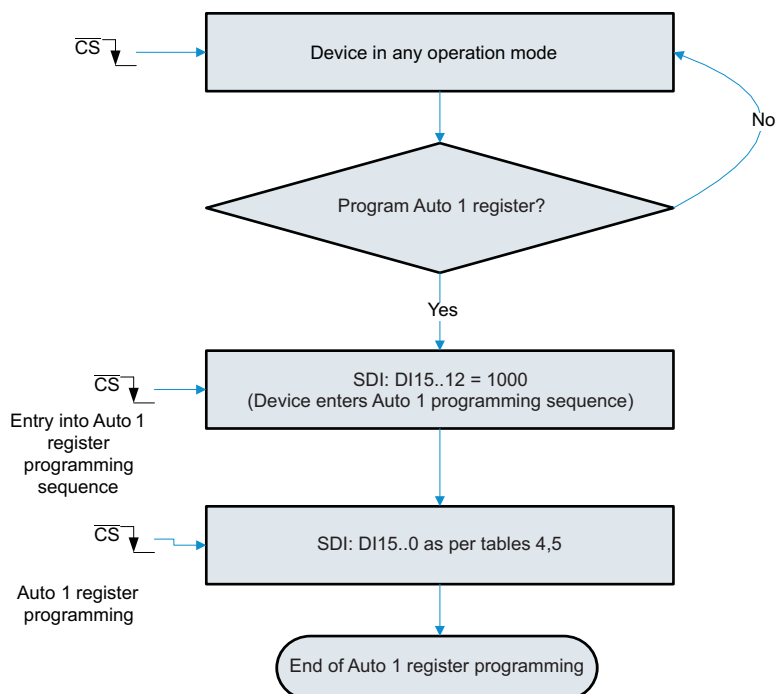 CS
Device in any operation mode
No
Program Auto 1 register?
Yes
CS
SDI: DI15..12 = 1000
(Device enters Auto 1 programming sequence)
Entry into Auto 1
register
programming
sequence
CS
SDI: DI15..0 as per tables 4,5
Auto 1 register
programming
End of Auto 1 register programming